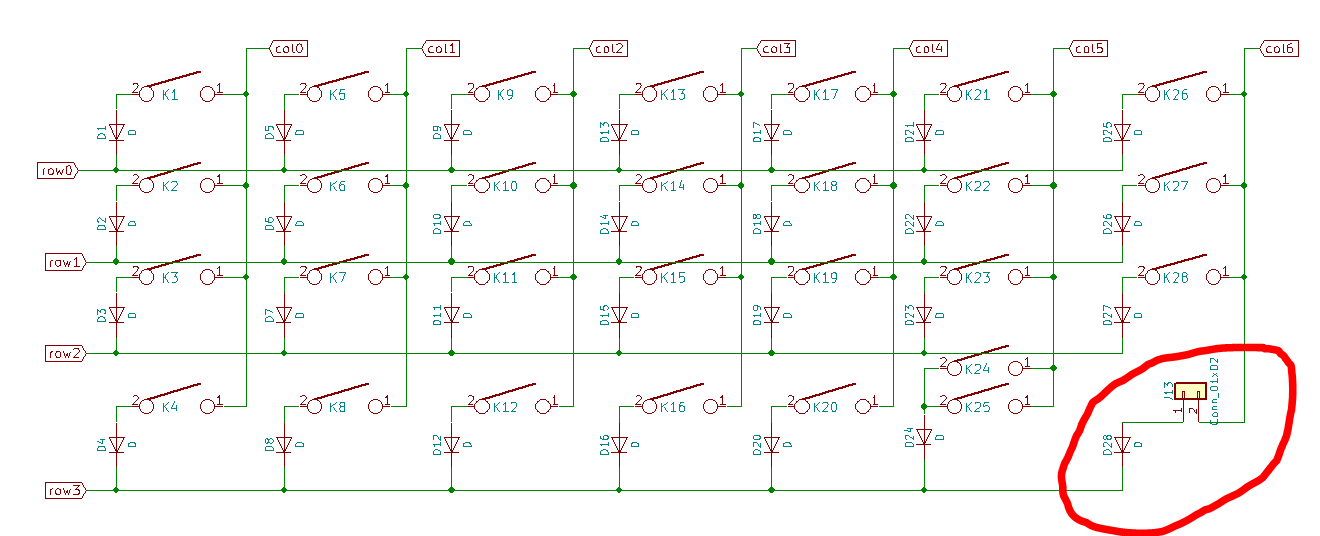 col0 col1 col2 col3 col4 col5 col6
2 K1 1 2 K5 1 2 K9 1 2 K13 1 2 K17 1 2 K21 1 2 K26 1
D1 D D5 D D9 D D13 D D17 D D21 D D25 D
row0
2 K2 1 2 K6 1 2 K10 1 2 K14 1 2 K18 1 2 K22 1 2 K27 1
D2 D D6 D D10 D D14 D D18 D D22 D D26 D
row1
2 K3 1 2 K7 1 2 K11 1 2 K15 1 2 K19 1 2 K23 1 2 K28 1
D3 D D7 D D11 D D15 D D19 D D23 D D27 D
row2
2 K24 1
J13 Conn_01x02
2 K4 1 2 K8 1 2 K12 1 2 K16 1 2 K20 1 2 K25 1 1 2
D4 D D8 D D12 D D16 D D20 D D24 D D28 D
row3